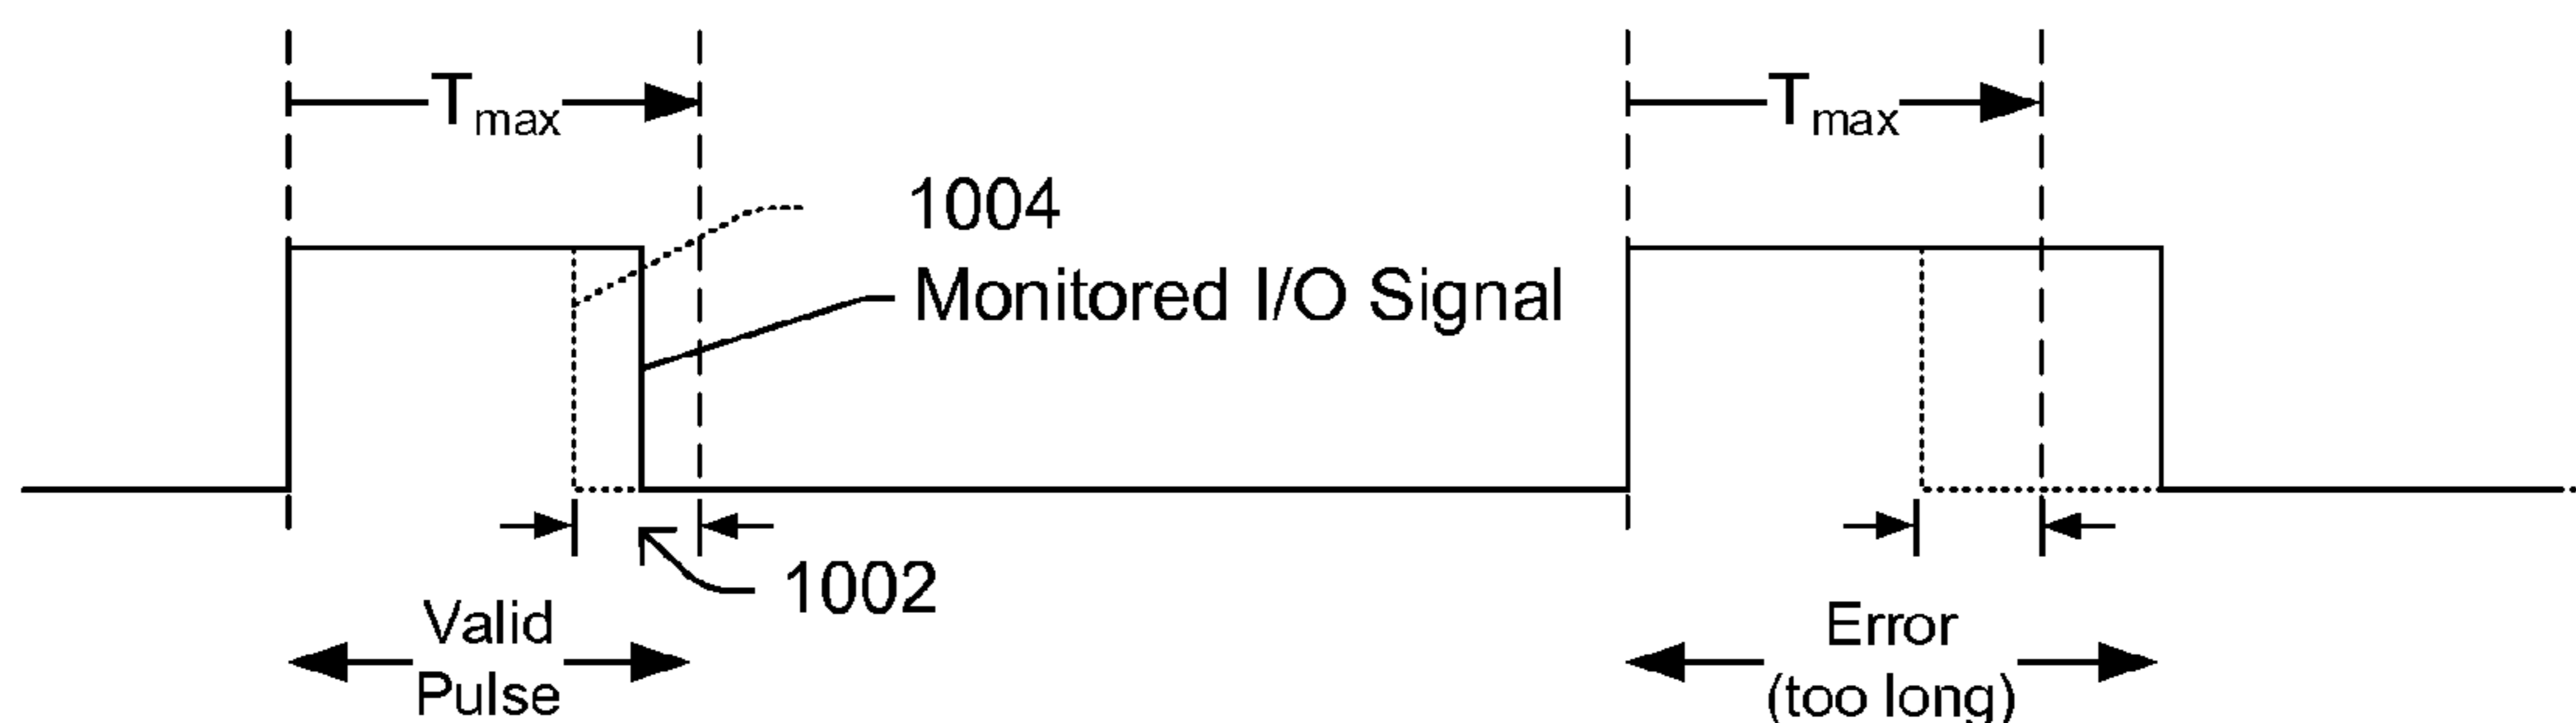 Tmax
Tmax
1004
Monitored I/O Signal
1002
Valid
Pulse
Error
(too long)